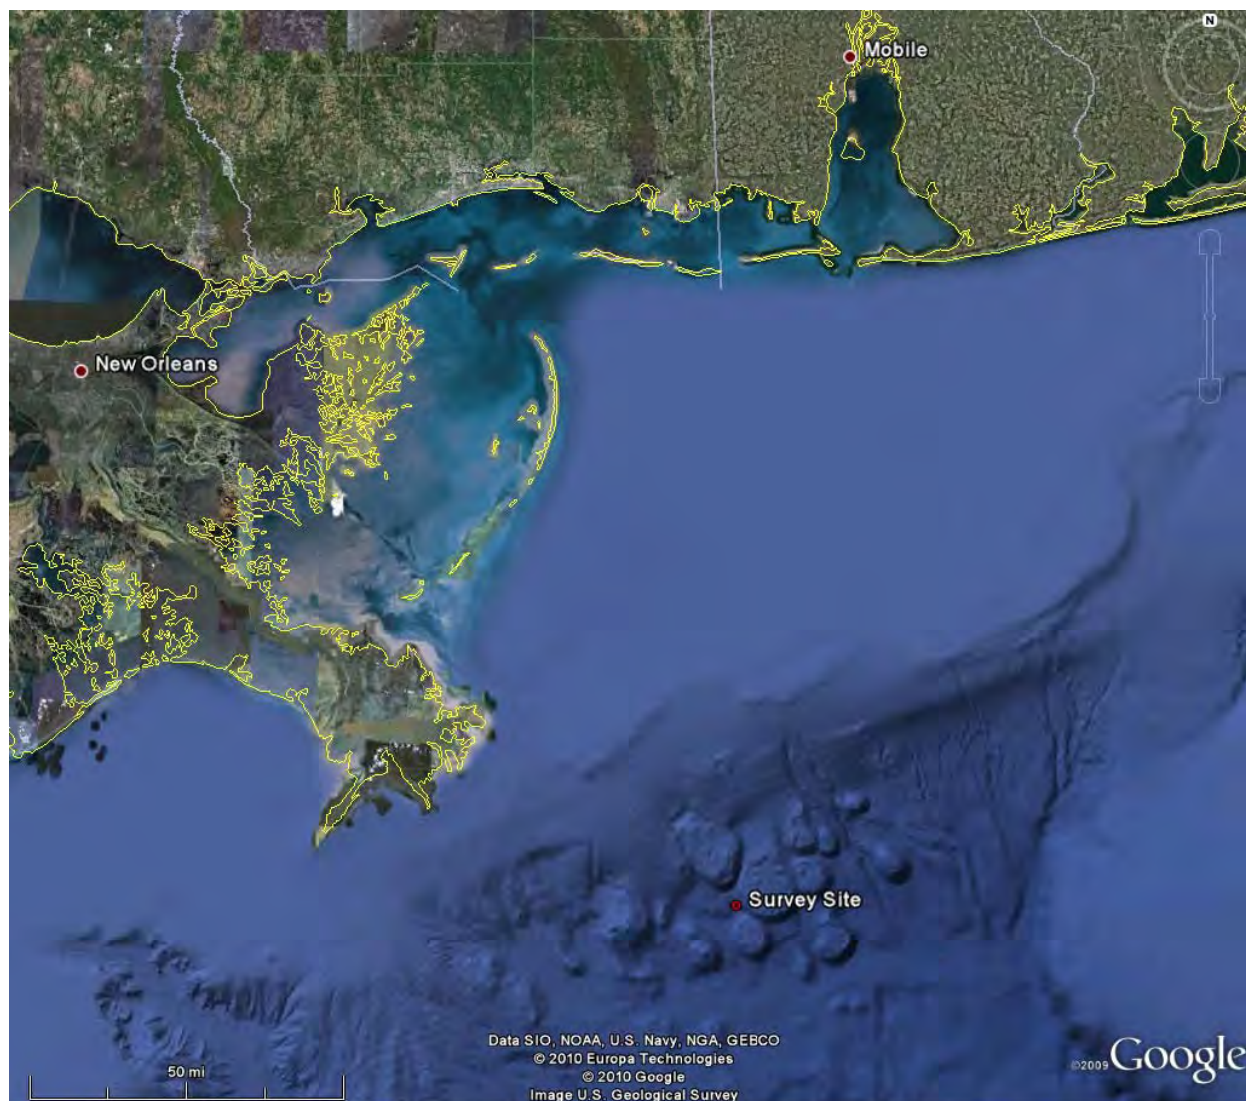 N
Mobile
New Orleans
Survey Site
Data SIO, NOAA, U.S. Navy, NGA, GEBCO
© 2010 Europa Technologies
© 2010 Google
Image U.S. Geological Survey
©2009 Google
50 mi